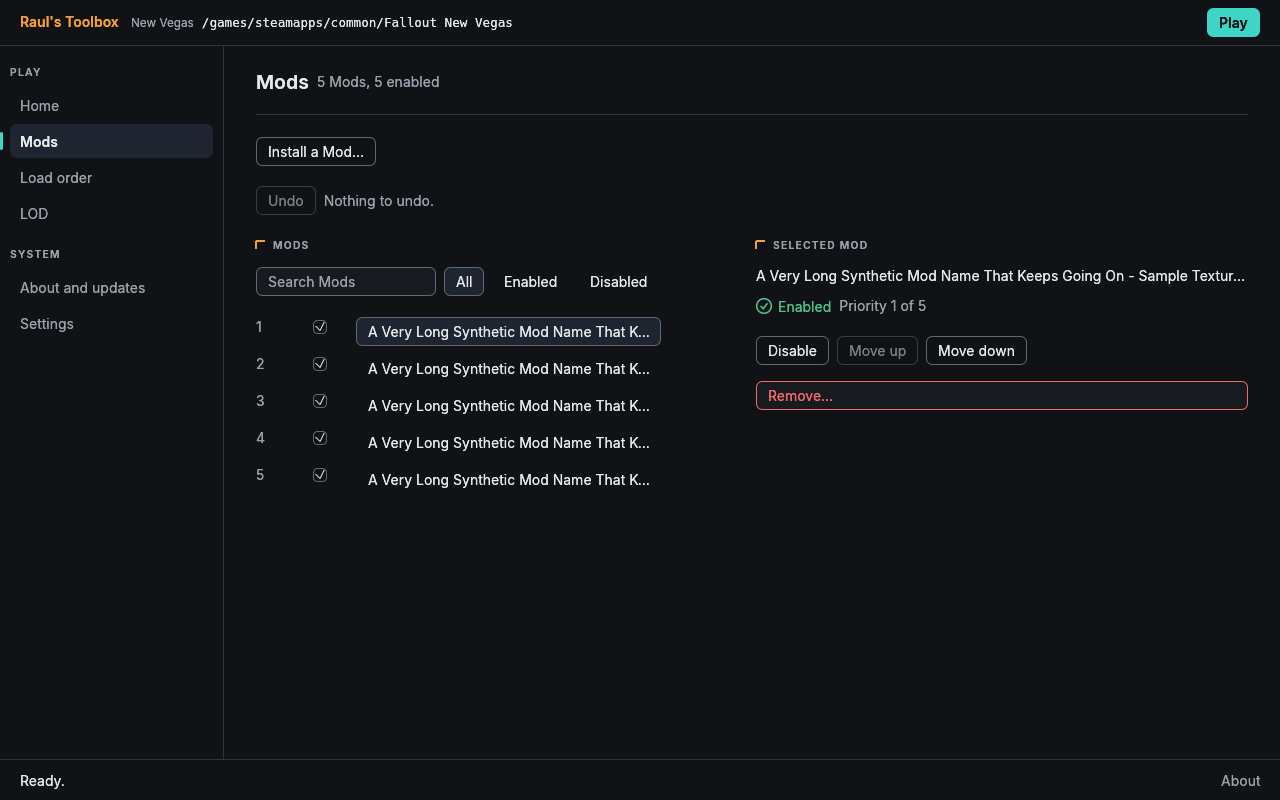 Raul's Toolbox New Vegas /games/steamapps/common/Fallout New Vegas Play
PLAY
Home
Mods
Load order
LOD
SYSTEM
About and updates
Settings
Mods 5 Mods, 5 enabled
Install a Mod...
Undo Nothing to undo.
MODS
Search Mods All Enabled Disabled
1 A Very Long Synthetic Mod Name That K...
2 A Very Long Synthetic Mod Name That K...
3 A Very Long Synthetic Mod Name That K...
4 A Very Long Synthetic Mod Name That K...
5 A Very Long Synthetic Mod Name That K...
SELECTED MOD
A Very Long Synthetic Mod Name That Keeps Going On - Sample Textur...
Enabled Priority 1 of 5
Disable Move up Move down
Remove...
Ready. About